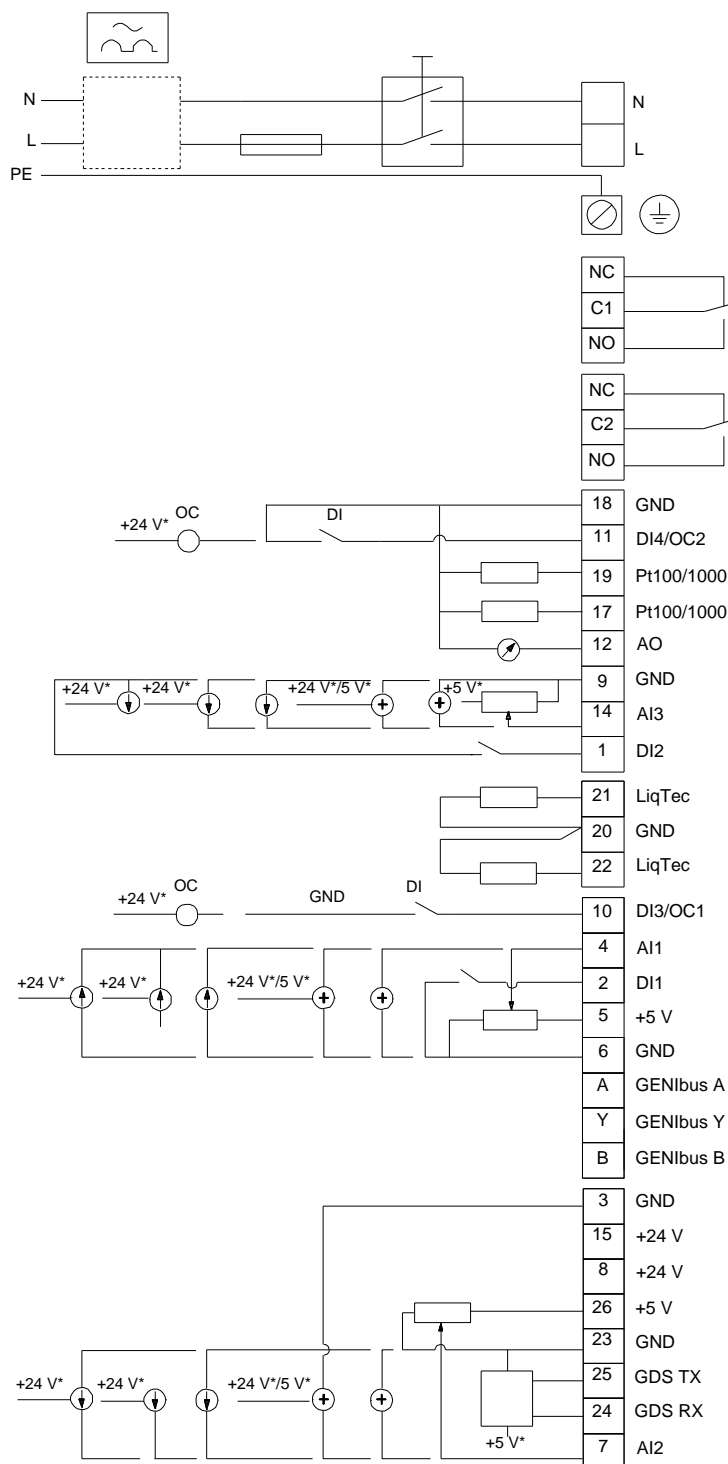 N
N
L
L
PE
NC
C1
NO
NC
C2
NO
18 GND
+24 V* OC DI 11 DI4/OC2
19 Pt100/1000
17 Pt100/1000
12 AO
9 GND
+24 V* +24 V* +24 V*/5 V* +5 V*
14 AI3
1 DI2
21 LiqTec
20 GND
22 LiqTec
+24 V* OC GND DI 10 DI3/OC1
4 AI1
+24 V* +24 V* +24 V*/5 V* 2 DI1
5 +5 V
6 GND
A GENIbus A
Y GENIbus Y
B GENIbus B
3 GND
15 +24 V
8 +24 V
26 +5 V
23 GND
25 GDS TX
+24 V* +24 V* +24 V*/5 V*
24 GDS RX
+5 V*
7 AI2